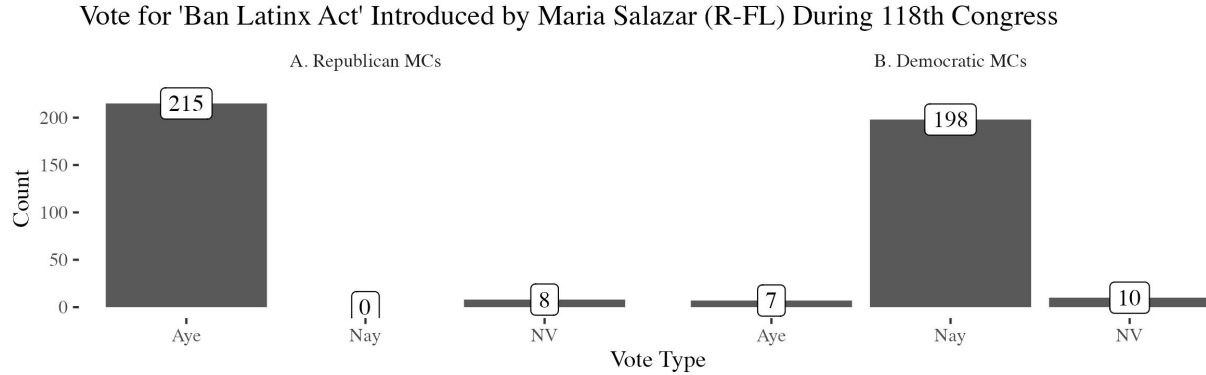 Vote for 'Ban Latinx Act' Introduced by Maria Salazar (R-FL) During 118th Congress
A. Republican MCs
B. Democratic MCs
Count
200
150
100
50
0
215
0
8
7
198
10
Aye
Nay
NV
Aye
Nay
NV
Vote Type